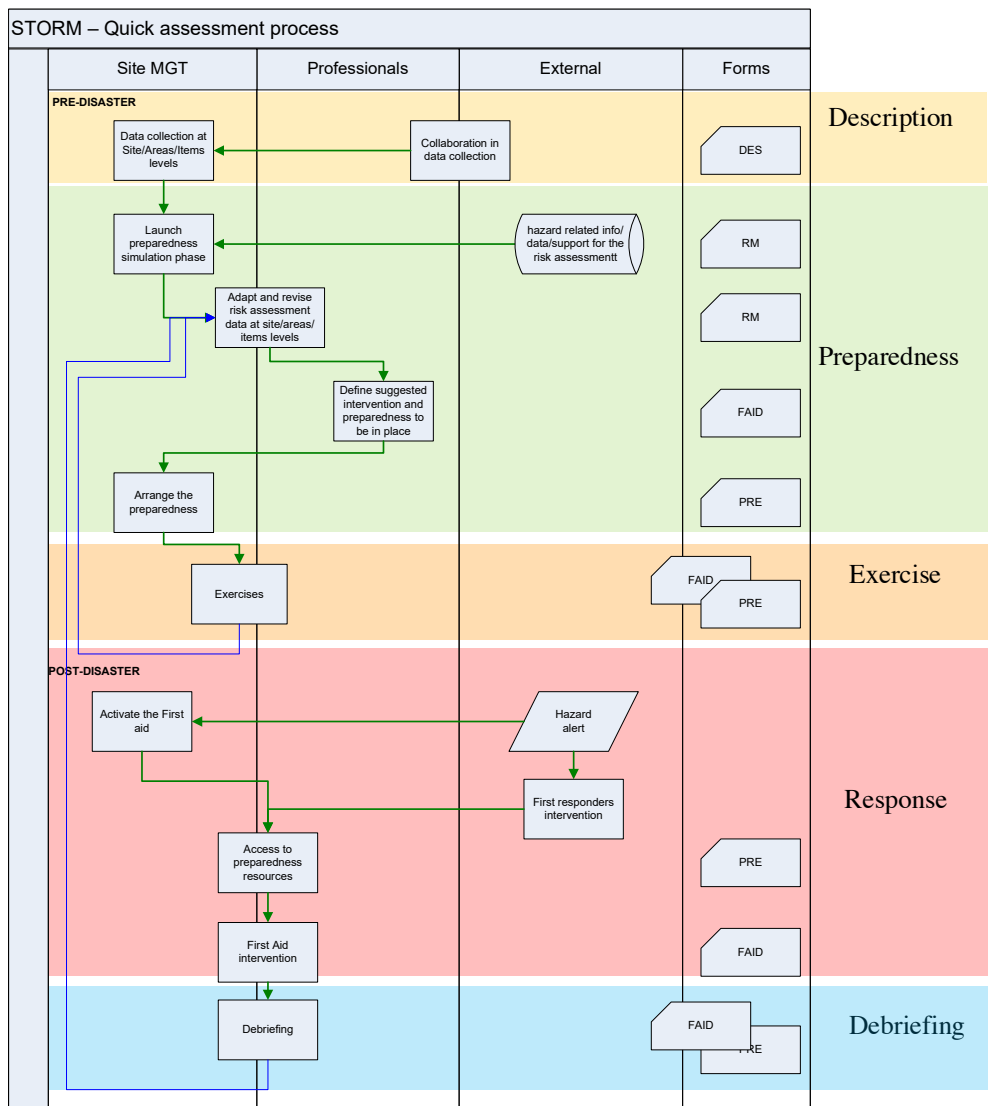 STORM – Quick assessment process
Site MGT
Professionals
External
Forms
PRE-DISASTER
Description
Data collection at
Site/Areas/Items
levels
Collaboration in
data collection
DES
Launch
preparedness
simulation phase
hazard related info/
data/support for the
risk assessmentt
RM
Adapt and revise
risk assessment
data at site/areas/
items levels
RM
Preparedness
Define suggested
intervention and
preparedness to
be in place
FAID
Arrange the
preparedness
PRE
Exercise
Exercises
FAID
PRE
POST-DISASTER
Activate the First
aid
Hazard
alert
First responders
intervention
Response
Access to
preparedness
resources
PRE
First Aid
intervention
FAID
Debriefing
FAID
Debriefing
PRE